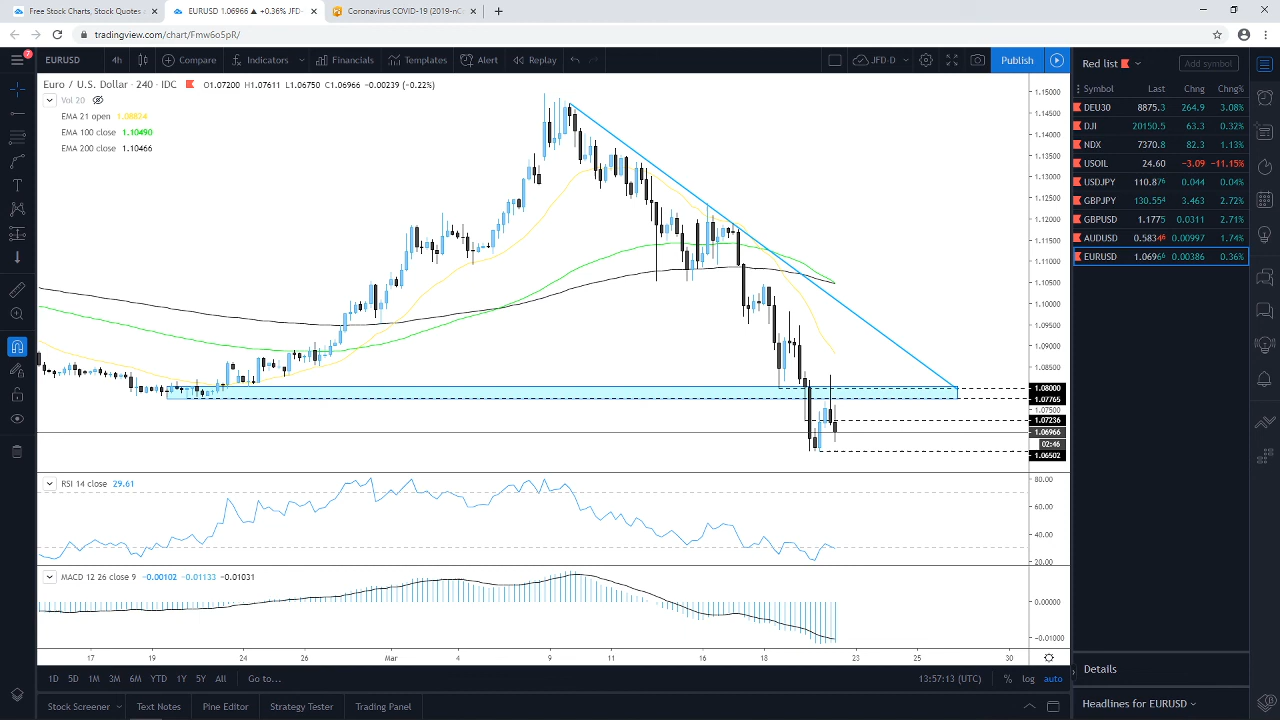 Free Stock Charts, Stock Quotes
EURUSD 1.06966 ▲ +0.36% JFD-
Coronavirus COVID-19 (2019-nC
tradingview.com/chart/Fmw6o5pR/
7
EURUSD 4h Indicators Compare Financials Templates Alert Replay JFD-D Publish
Euro / U.S. Dollar · 240 · IDC O1.07200 H1.07611 L1.06750 C1.06966 −0.00239 (−0.22%)
Vol 20
EMA 21 open 1.08824
EMA 100 close 1.10490
EMA 200 close 1.10466
1.15000
1.14500
1.14000
1.13500
1.13000
1.12500
1.12000
1.11500
1.11000
1.10500
1.10000
1.09500
1.09000
1.08500
1.08000
1.07765
1.07500
1.07236
1.06966
02:46
1.06502
RSI 14 close 29.61
80.00
60.00
40.00
20.00
MACD 12 26 close 9 −0.00102 −0.01133 −0.01031
0.00000
−0.01000
17 19 24 26 Mar 4 9 11 16 18 23 25 30
1D 5D 1M 3M 6M YTD 1Y 5Y All Go to... 13:57:13 (UTC) % log auto
Stock Screener Text Notes Pine Editor Strategy Tester Trading Panel
Red list Add symbol
Symbol Last Chng Chng%
DEU30 8875.3 264.9 3.08%
DJI 20150.5 63.3 0.32%
NDX 7370.8 82.3 1.13%
USOIL 24.60 −3.09 −11.15%
USDJPY 110.876 0.044 0.04%
GBPJPY 130.554 3.463 2.72%
GBPUSD 1.1775 0.0311 2.71%
AUDUSD 0.58346 0.00997 1.74%
EURUSD 1.06966 0.00386 0.36%
Details
Headlines for EURUSD